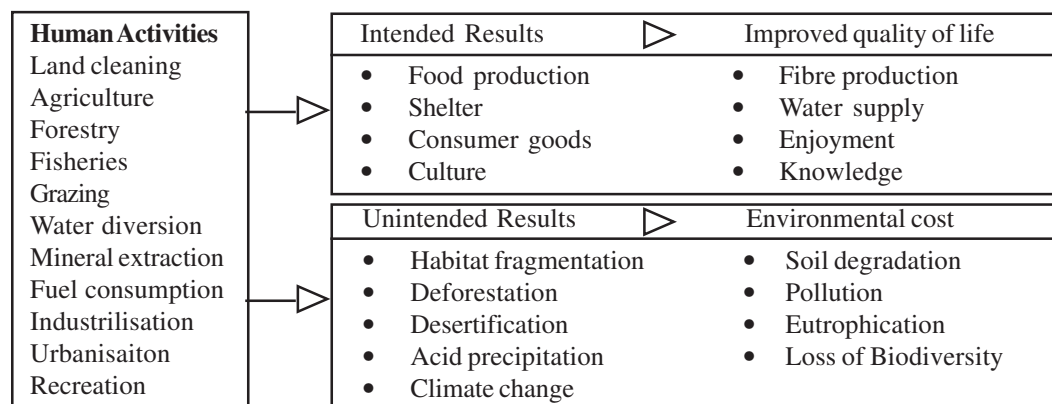 Human Activities
Land cleaning
Agriculture
Forestry
Fisheries
Grazing
Water diversion
Mineral extraction
Fuel consumption
Industrilisation
Urbanisaiton
Recreation
Intended Results Improved quality of life
• Food production • Fibre production
• Shelter • Water supply
• Consumer goods • Enjoyment
• Culture • Knowledge
Unintended Results Environmental cost
• Habitat fragmentation • Soil degradation
• Deforestation • Pollution
• Desertification • Eutrophication
• Acid precipitation • Loss of Biodiversity
• Climate change